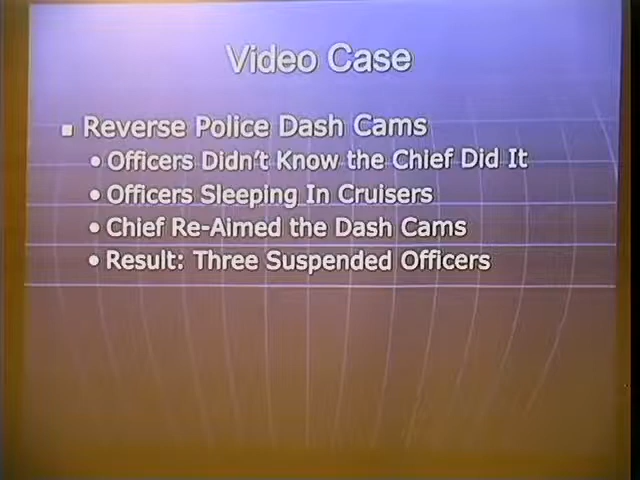 Video Case
Reverse Police Dash Cams
Officers Didn't Know the Chief Did It
Officers Sleeping In Cruisers
Chief Re-Aimed the Dash Cams
Result: Three Suspended Officers